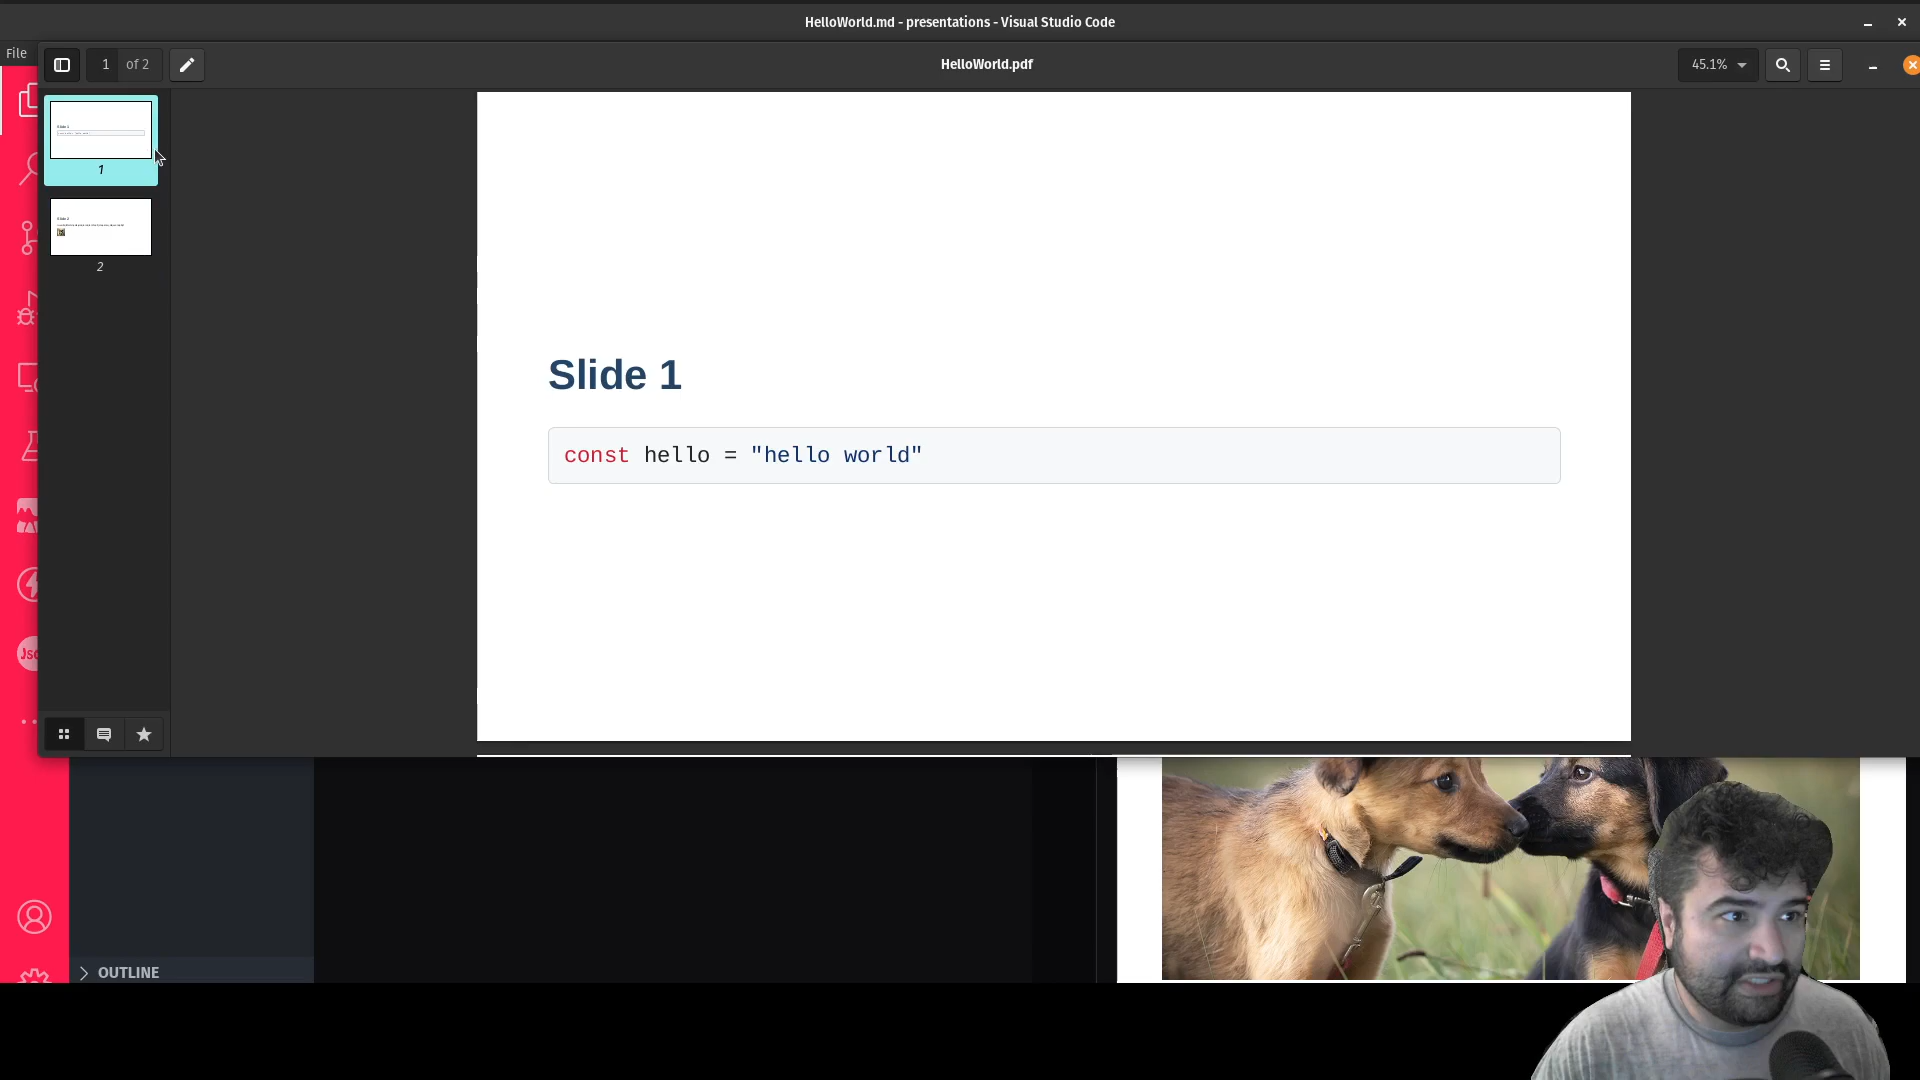 HelloWorld.md - presentations - Visual Studio Code
File
1 of 2
HelloWorld.pdf
45.1%
1
2
Slide 1
const hello = "hello world"
OUTLINE